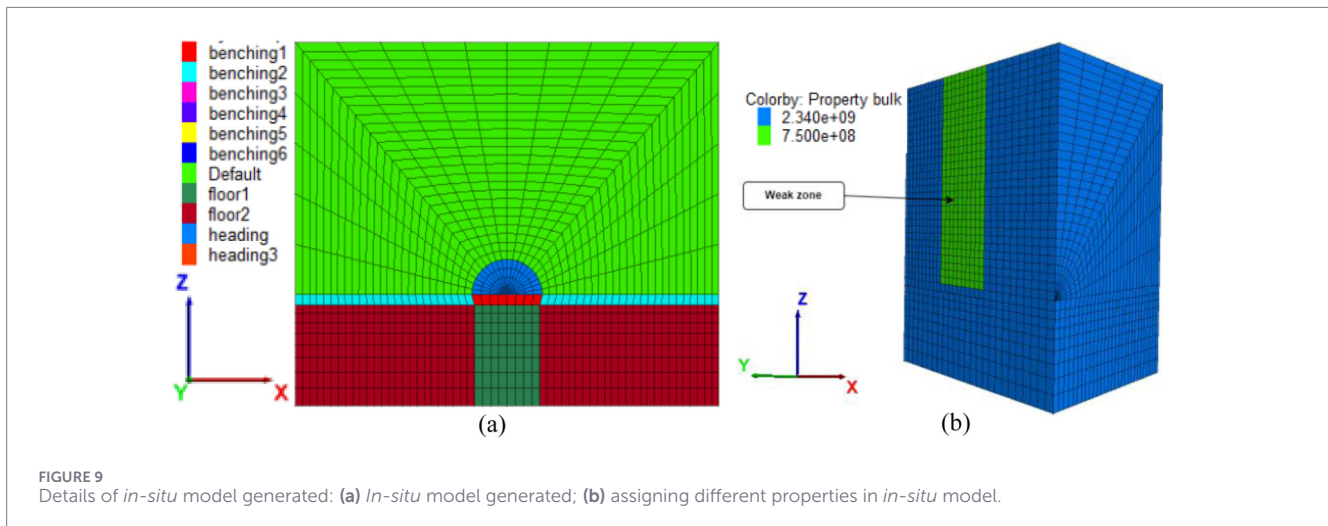 benching1
benching2
benching3
benching4
benching5
benching6
Default
floor1
floor2
heading
heading3
Z
Y
X
(a)
Colorby: Property bulk
2.340e+09
7.500e+08
Weak zone
Z
Y
X
(b)
FIGURE 9
Details of in-situ model generated: (a) In-situ model generated; (b) assigning different properties in in-situ model.